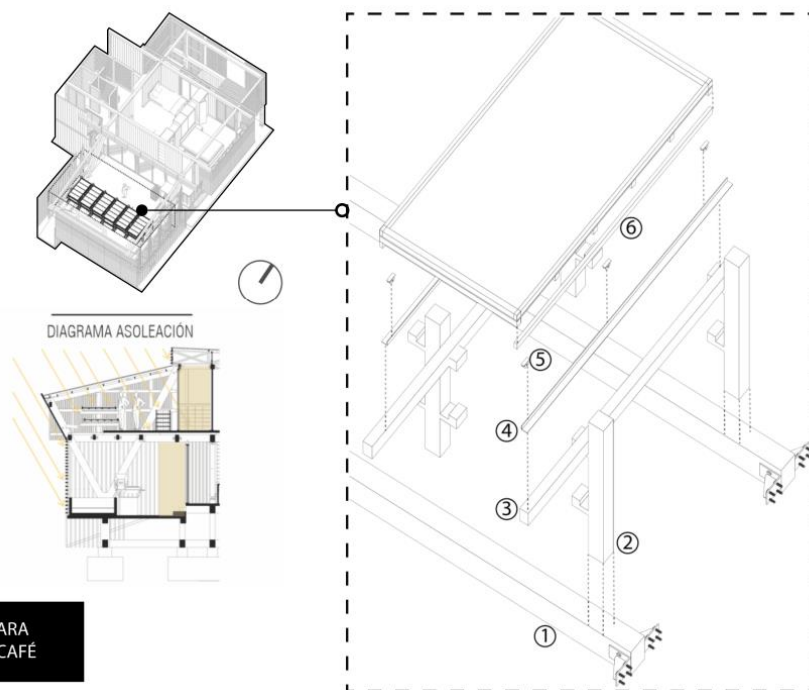 DIAGRAMA ASOLEACIÓN
ARA
CAFÉ
⑥
⑤
④
③
②
①